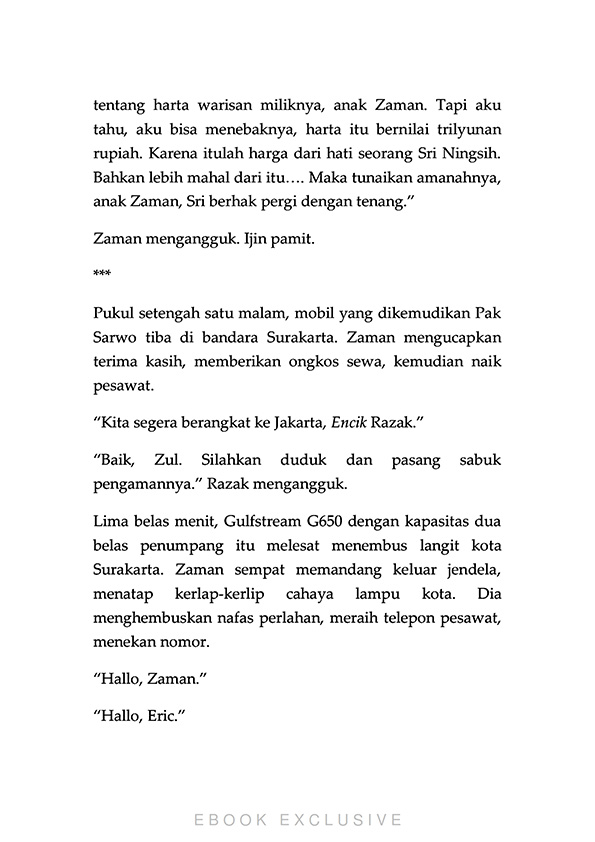 tentang harta warisan miliknya, anak Zaman. Tapi aku
tahu, aku bisa menebaknya, harta itu bernilai trilyunan
rupiah. Karena itulah harga dari hati seorang Sri Ningsih.
Bahkan lebih mahal dari itu…. Maka tunaikan amanahnya,
anak Zaman, Sri berhak pergi dengan tenang.”
Zaman mengangguk. Ijin pamit.
***
Pukul setengah satu malam, mobil yang dikemudikan Pak
Sarwo tiba di bandara Surakarta. Zaman mengucapkan
terima kasih, memberikan ongkos sewa, kemudian naik
pesawat.
“Kita segera berangkat ke Jakarta, Encik Razak.”
“Baik, Zul. Silahkan duduk dan pasang sabuk
pengamannya.” Razak mengangguk.
Lima belas menit, Gulfstream G650 dengan kapasitas dua
belas penumpang itu melesat menembus langit kota
Surakarta. Zaman sempat memandang keluar jendela,
menatap kerlap-kerlip cahaya lampu kota. Dia
menghembuskan nafas perlahan, meraih telepon pesawat,
menekan nomor.
“Hallo, Zaman.”
“Hallo, Eric.”
EBOOK EXCLUSIVE